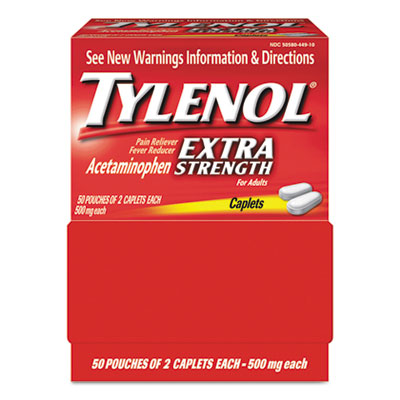 NDC 50580-449-10
See New Warnings Information & Directions
TYLENOL®
Pain Reliever
Fever Reducer
Acetaminophen
EXTRA
STRENGTH
For Adults
50 POUCHES OF 2 CAPLETS EACH
500 mg each
Caplets
50 POUCHES OF 2 CAPLETS EACH - 500 mg each